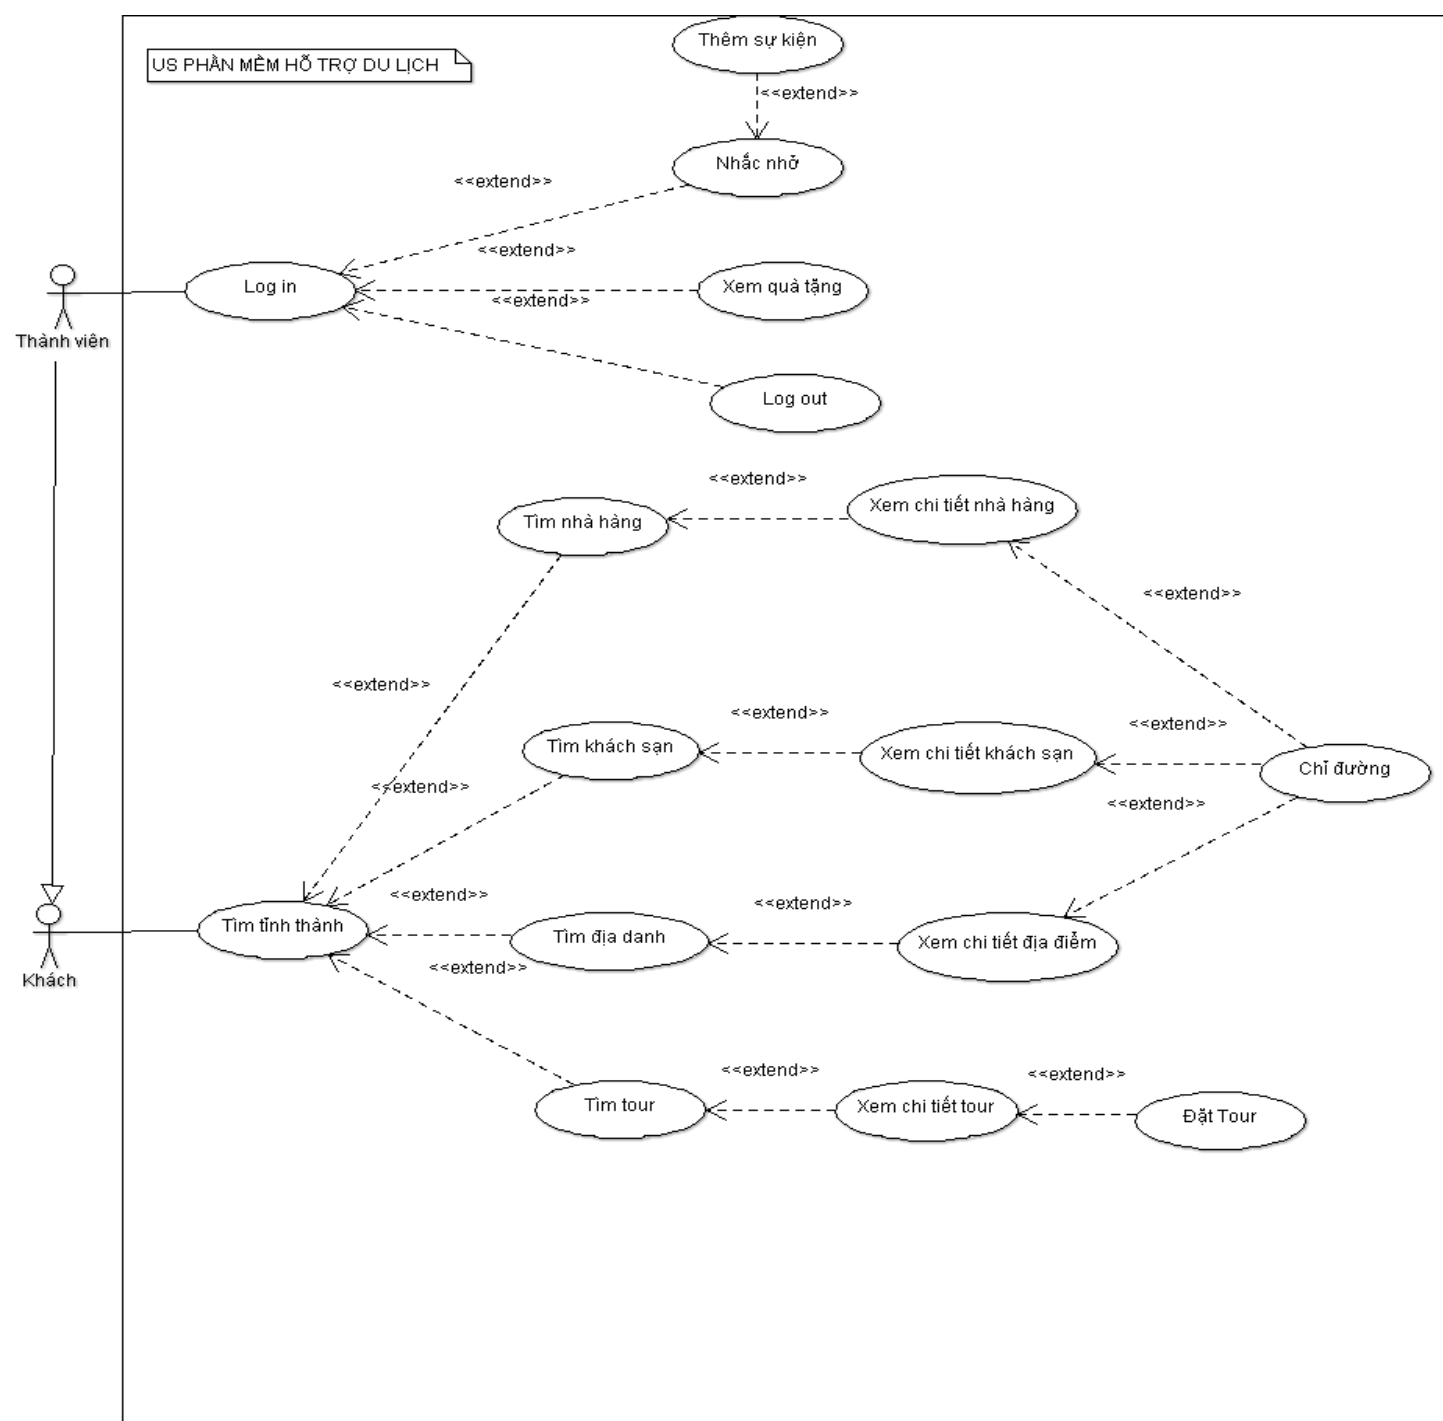 Thêm sự kiện
US PHẦN MỀM HỖ TRỢ DU LỊCH
<<extend>>
Nhắc nhở
<<extend>>
<<extend>>
Log in
Xem quà tặng
<<extend>>
Thành viên
Log out
<<extend>>
Xem chi tiết nhà hàng
Tìm nhà hàng
<<extend>>
<<extend>>
<<extend>>
<<extend>>
Tìm khách sạn
Xem chi tiết khách sạn
Chỉ đường
<<extend>>
<<extend>>
<<extend>>
<<extend>>
Tìm tỉnh thành
Tìm địa danh
Xem chi tiết địa điểm
<<extend>>
Khách
<<extend>>
<<extend>>
Tìm tour
Xem chi tiết tour
Đặt Tour